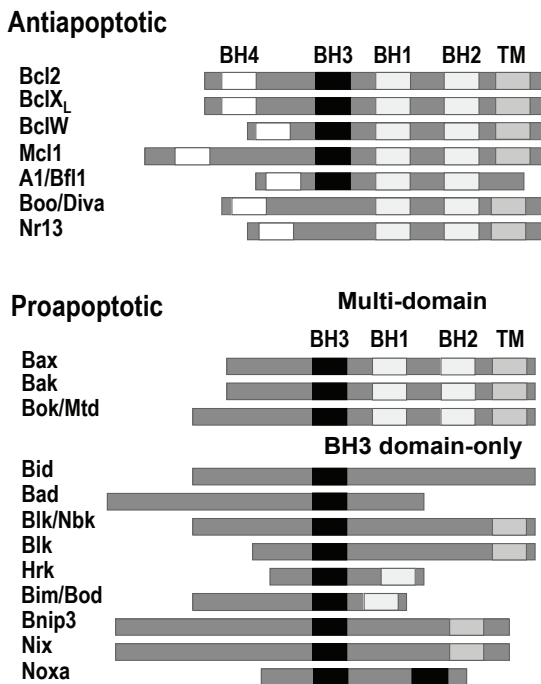 Antiapoptotic
BH4 BH3 BH1 BH2 TM
Bcl2
BclX_L
BclW
Mcl1
A1/Bfl1
Boo/Diva
Nr13
Proapoptotic
Multi-domain
BH3 BH1 BH2 TM
Bax
Bak
Bok/Mtd
BH3 domain-only
Bid
Bad
Blk/Nbk
Blk
Hrk
Bim/Bod
Bnip3
Nix
Noxa